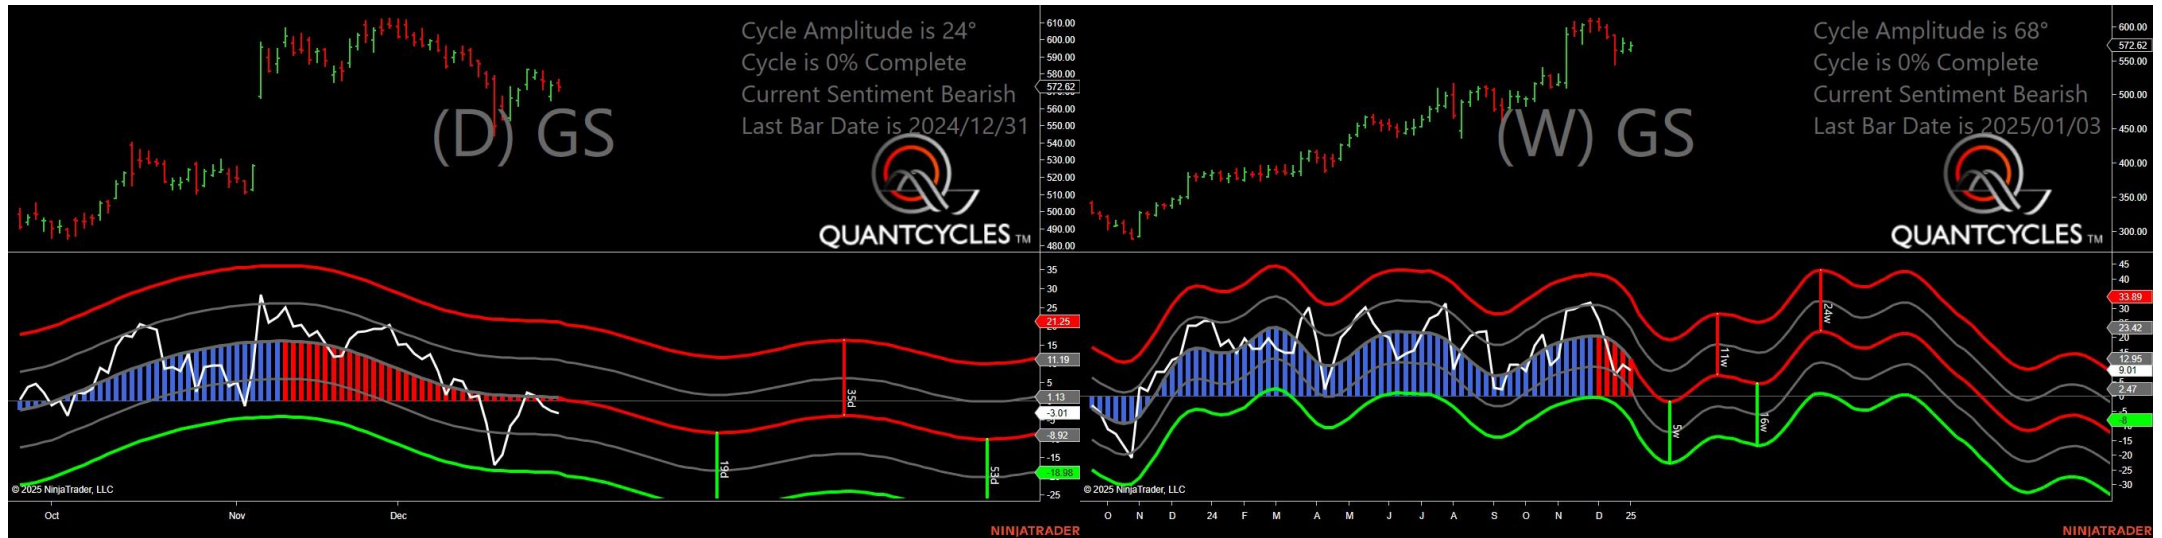 Cycle Amplitude is 24°
Cycle is 0% Complete
Current Sentiment Bearish
Last Bar Date is 2024/12/31
(D) GS
QUANTCYCLES TM
610.00
600.00
590.00
580.00
572.62
560.00
550.00
540.00
530.00
520.00
510.00
500.00
490.00
480.00
35
30
25
21.25
15
11.19
5
1.13
-3.01
-8.92
-15
-18.98
-25
19d
35d
53d
© 2025 NinjaTrader, LLC
Oct Nov Dec
NINJATRADER
Cycle Amplitude is 68°
Cycle is 0% Complete
Current Sentiment Bearish
Last Bar Date is 2025/01/03
(W) GS
QUANTCYCLES TM
600.00
572.62
550.00
500.00
450.00
400.00
350.00
300.00
45
40
33.89
30
23.42
12.95
9.01
2.47
-5
-15
-20
-25
-30
5w
11w
16w
24w
© 2025 NinjaTrader, LLC
O N D 24 F M A M J J A S O N D 25
NINJATRADER